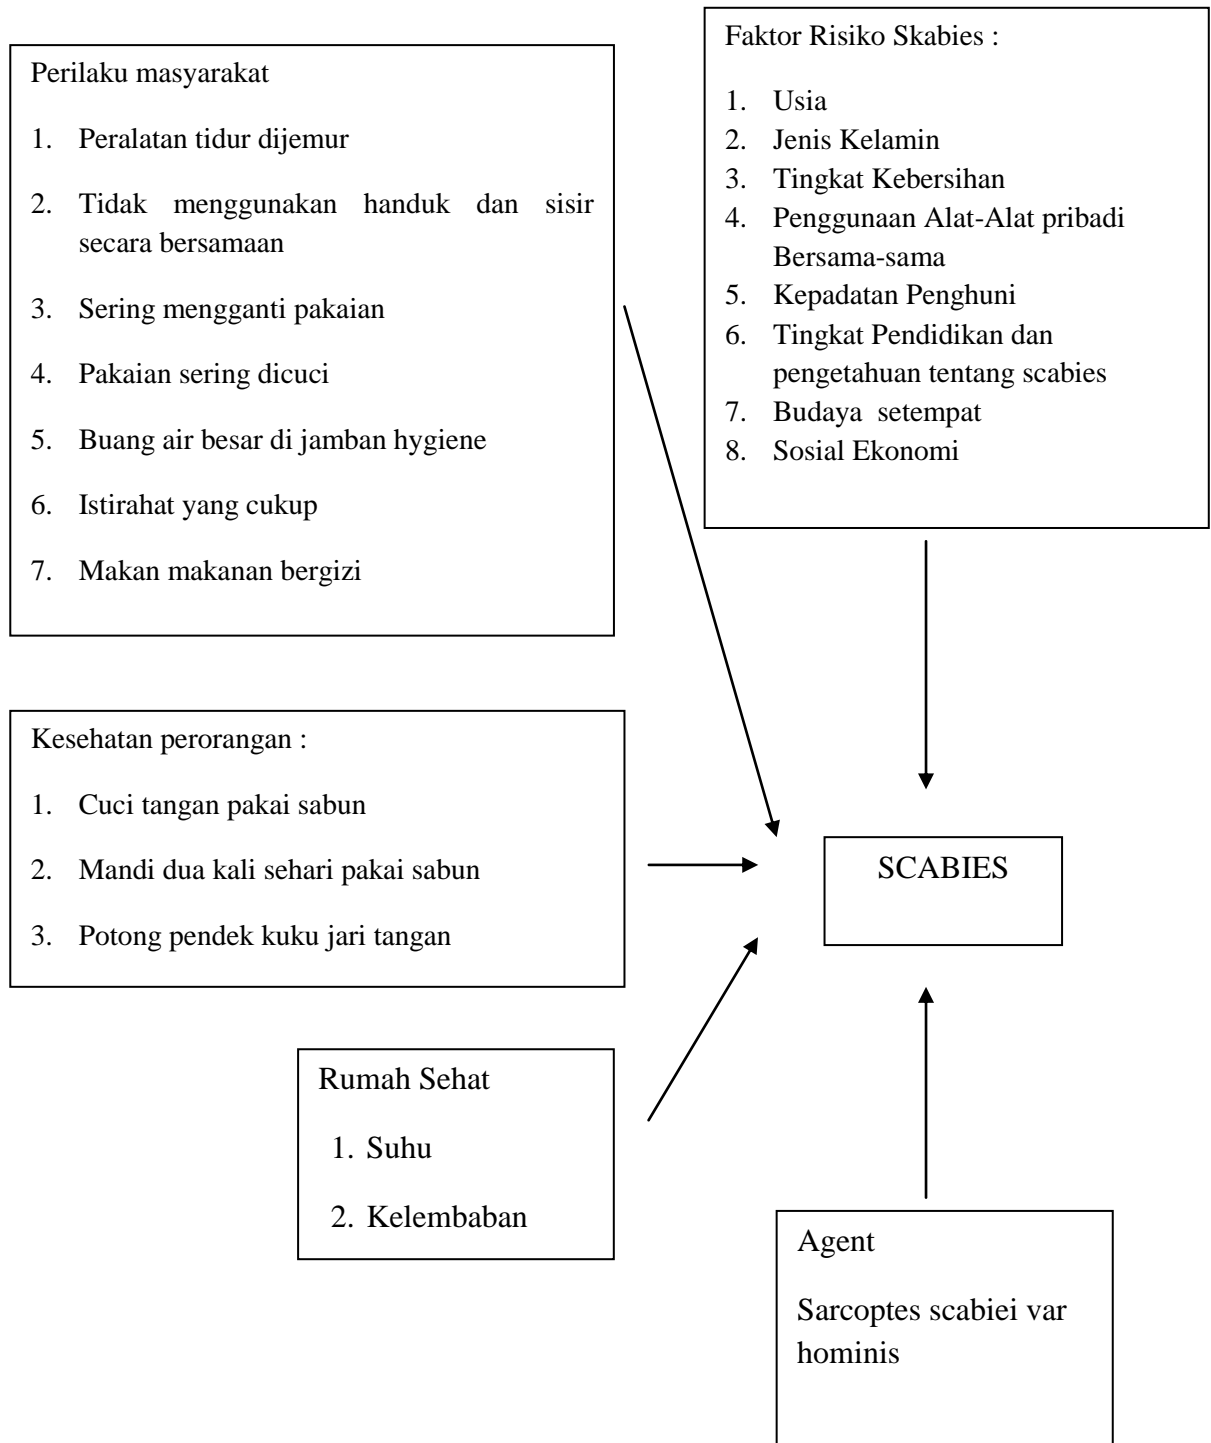 Perilaku masyarakat
1. Peralatan tidur dijemur
2. Tidak menggunakan handuk dan sisir
secara bersamaan
3. Sering mengganti pakaian
4. Pakaian sering dicuci
5. Buang air besar di jamban hygiene
6. Istirahat yang cukup
7. Makan makanan bergizi
Faktor Risiko Skabies :
1. Usia
2. Jenis Kelamin
3. Tingkat Kebersihan
4. Penggunaan Alat-Alat pribadi
Bersama-sama
5. Kepadatan Penghuni
6. Tingkat Pendidikan dan
pengetahuan tentang scabies
7. Budaya setempat
8. Sosial Ekonomi
Kesehatan perorangan :
1. Cuci tangan pakai sabun
2. Mandi dua kali sehari pakai sabun
3. Potong pendek kuku jari tangan
SCABIES
Rumah Sehat
1. Suhu
2. Kelembaban
Agent
Sarcoptes scabiei var
hominis